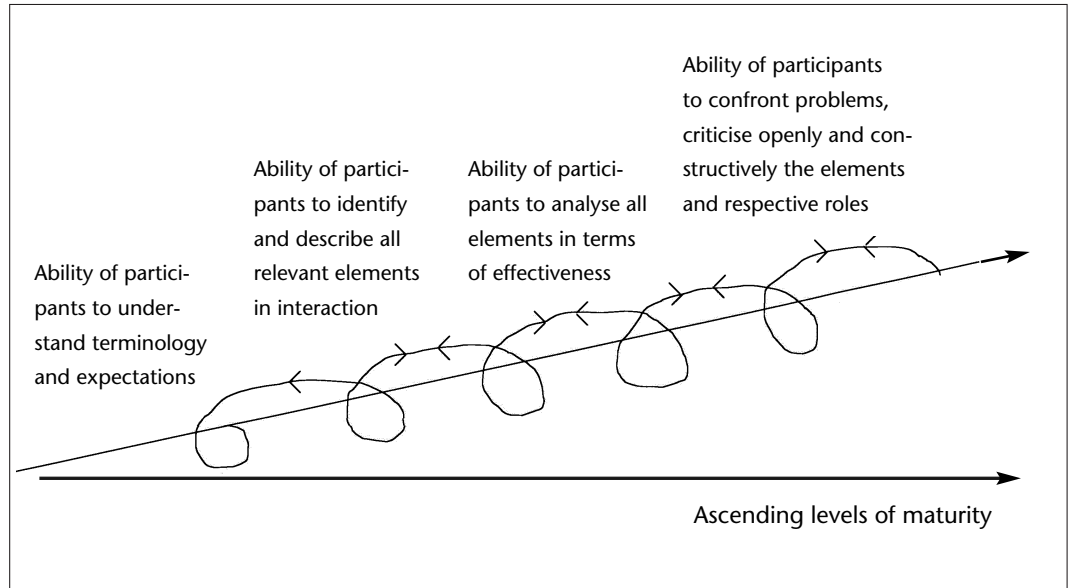 Ability of partici-
pants to under-
stand terminology
and expectations
Ability of partici-
pants to identify
and describe all
relevant elements
in interaction
Ability of partici-
pants to analyse all
elements in terms
of effectiveness
Ability of participants
to confront problems,
criticise openly and con-
structively the elements
and respective roles
Ascending levels of maturity